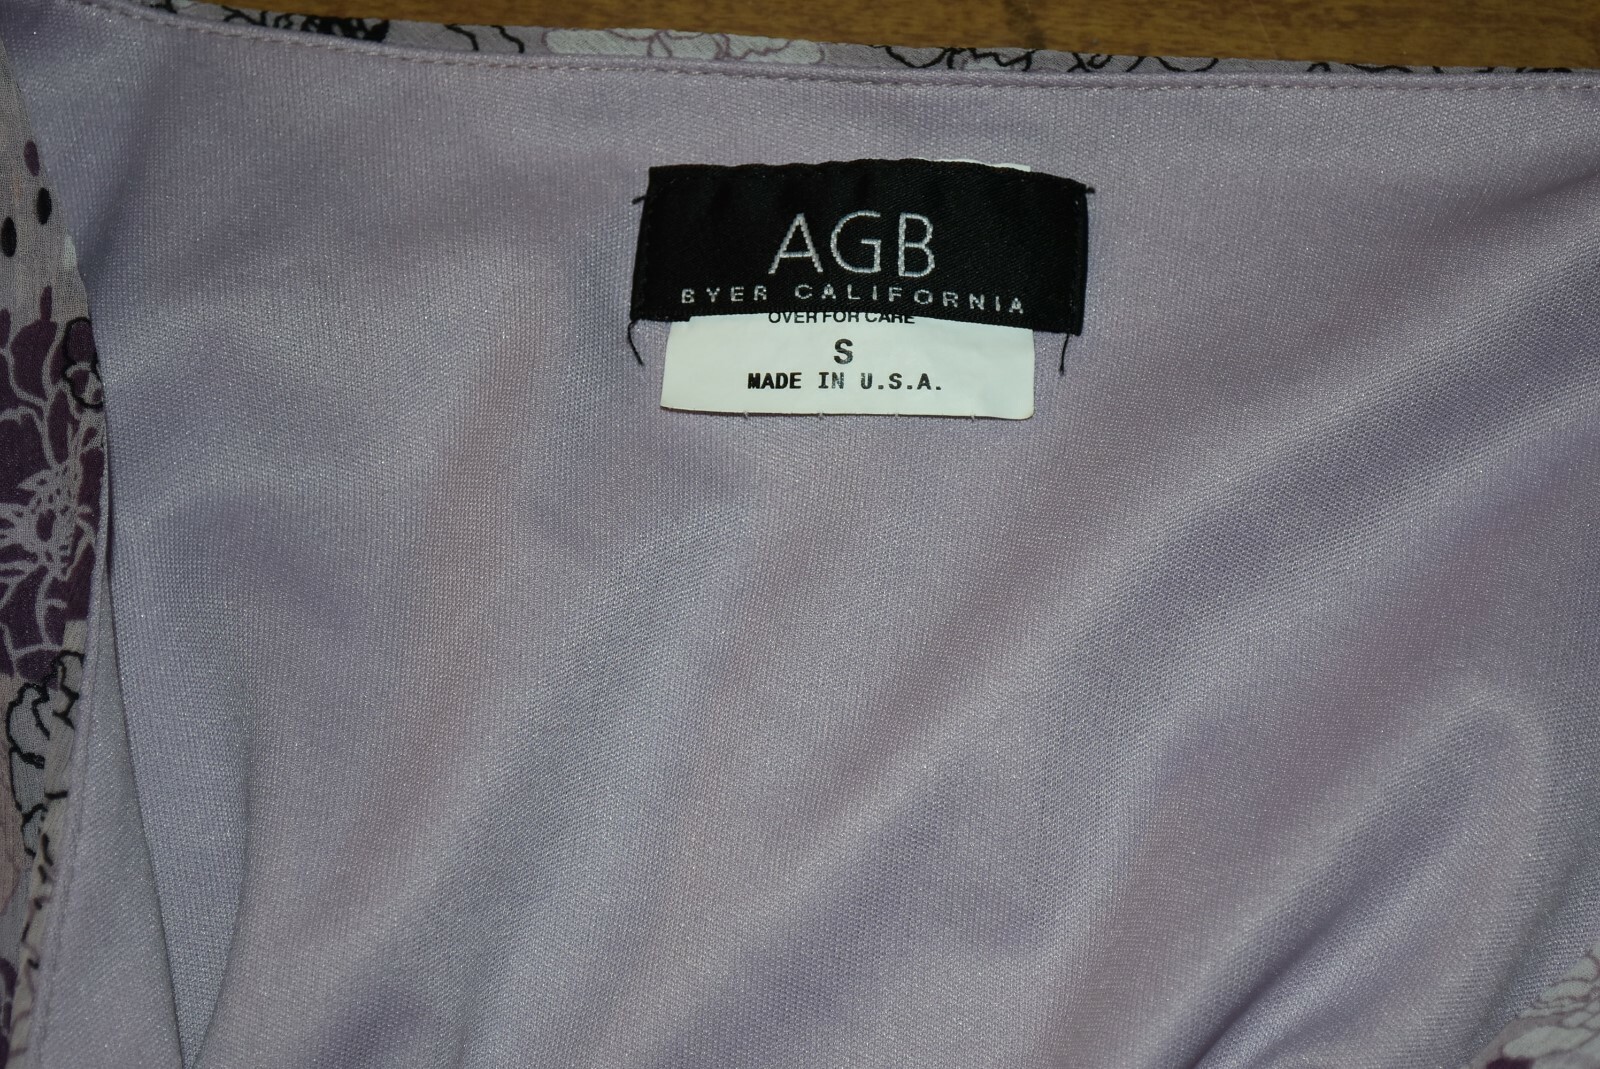 AGB
BYER CALIFORNIA
OVER FOR CARE
S
MADE IN U.S.A.